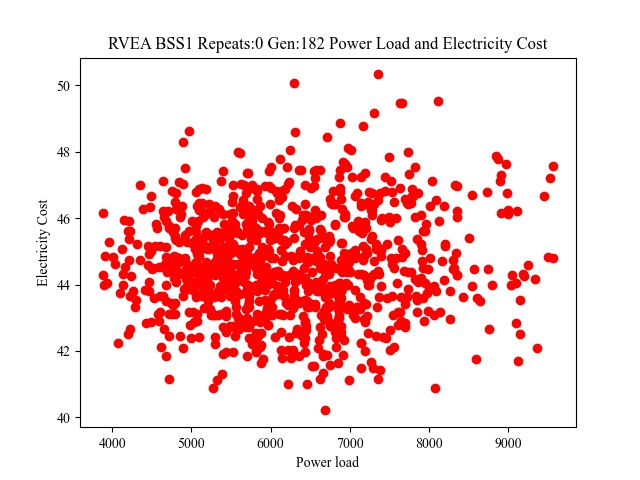 RVEA BSS1 Repeats:0 Gen:182 Power Load and Electricity Cost
50
48
46
44
42
40
Electricity Cost
4000 5000 6000 7000 8000 9000
Power load